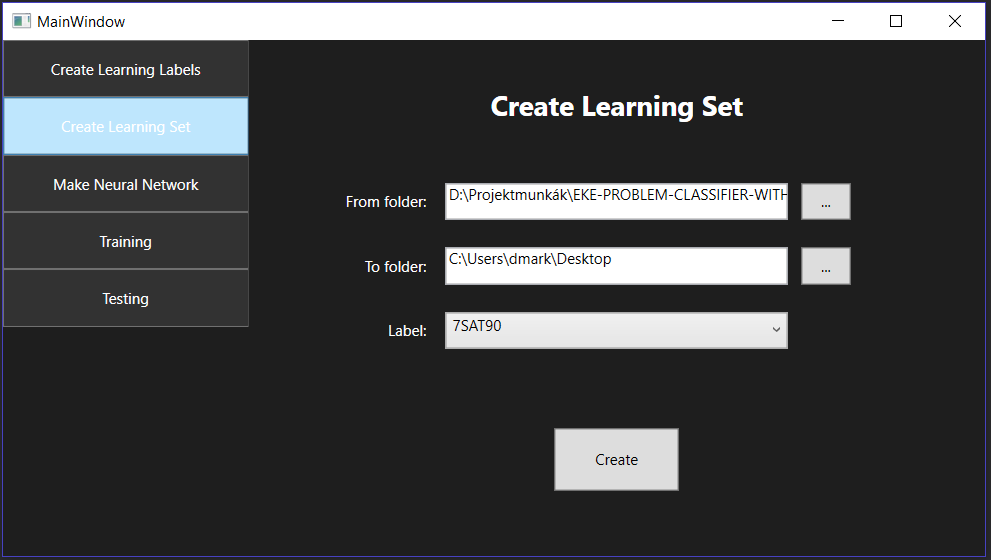 MainWindow
Create Learning Labels
Create Learning Set
Make Neural Network
Training
Testing
Create Learning Set
From folder:
D:\Projektmunkák\EKE-PROBLEM-CLASSIFIER-WITH
...
To folder:
C:\Users\dmark\Desktop
...
Label:
7SAT90
Create